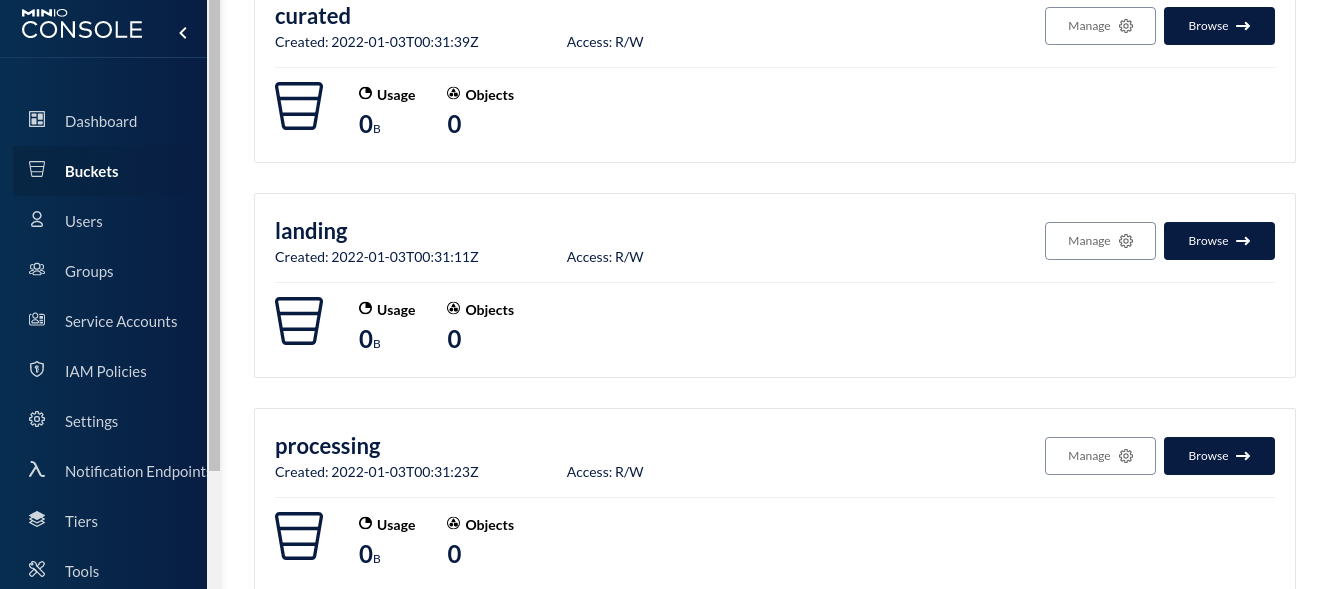 MINIO
CONSOLE
Dashboard
Buckets
Users
Groups
Service Accounts
IAM Policies
Settings
Notification Endpoint
Tiers
Tools
curated
Created: 2022-01-03T00:31:39Z Access: R/W
Manage Browse
Usage Objects
0B 0
landing
Created: 2022-01-03T00:31:11Z Access: R/W
Manage Browse
Usage Objects
0B 0
processing
Created: 2022-01-03T00:31:23Z Access: R/W
Manage Browse
Usage Objects
0B 0